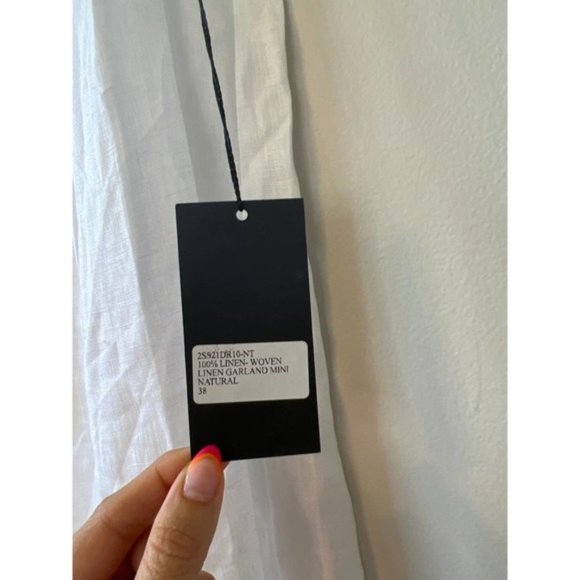 2SS21DR10-NT
100% LINEN- WOVEN
LINEN GARLAND MINI
NATURAL
38